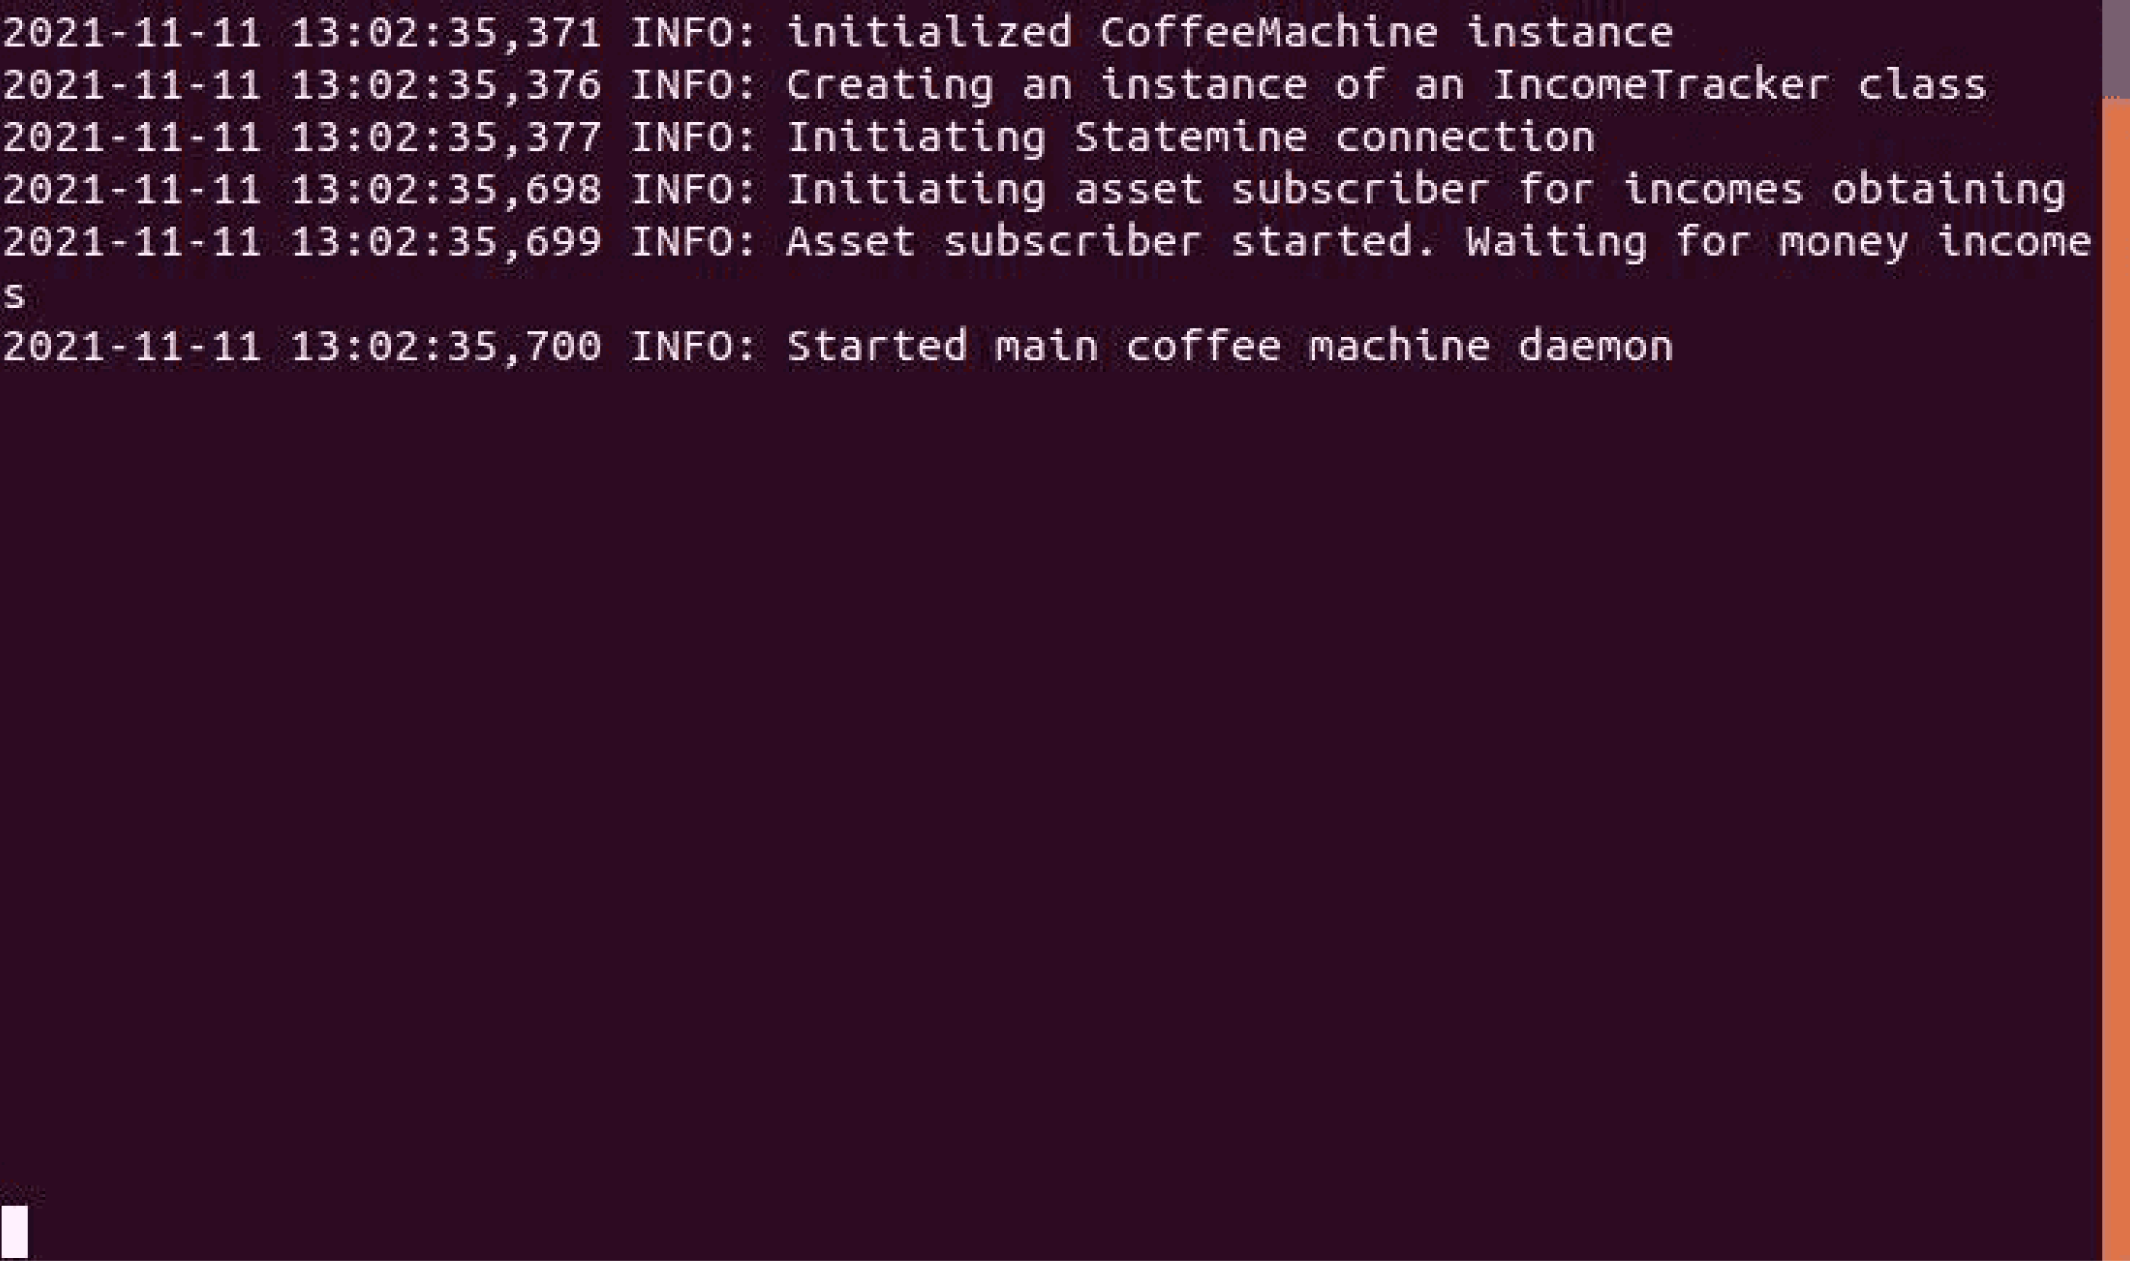 2021-11-11 13:02:35,371 INFO: initialized CoffeeMachine instance
2021-11-11 13:02:35,376 INFO: Creating an instance of an IncomeTracker class
2021-11-11 13:02:35,377 INFO: Initiating Statemine connection
2021-11-11 13:02:35,698 INFO: Initiating asset subscriber for incomes obtaining
2021-11-11 13:02:35,699 INFO: Asset subscriber started. Waiting for money income
s
2021-11-11 13:02:35,700 INFO: Started main coffee machine daemon